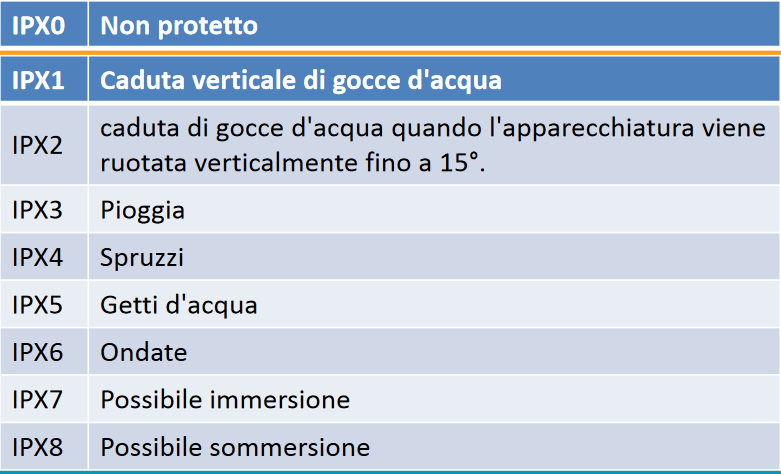 IPX0 Non protetto
IPX1 Caduta verticale di gocce d'acqua
IPX2 caduta di gocce d'acqua quando l'apparecchiatura viene
ruotata verticalmente fino a 15°.
IPX3 Pioggia
IPX4 Spruzzi
IPX5 Getti d'acqua
IPX6 Ondate
IPX7 Possibile immersione
IPX8 Possibile sommersione